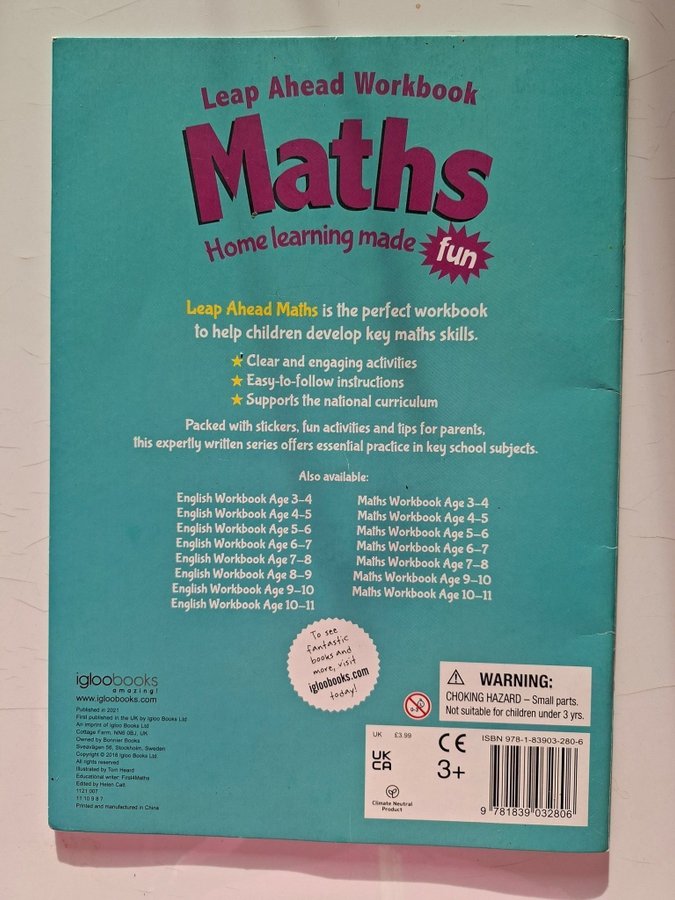 Leap Ahead Workbook
Maths
Home learning made fun
Leap Ahead Maths is the perfect workbook
to help children develop key maths skills.
Clear and engaging activities
Easy-to-follow instructions
Supports the national curriculum
Packed with stickers, fun activities and tips for parents,
this expertly written series offers essential practice in key school subjects.
Also available:
English Workbook Age 3–4
English Workbook Age 4–5
English Workbook Age 5–6
English Workbook Age 6–7
English Workbook Age 7–8
English Workbook Age 8–9
English Workbook Age 9–10
English Workbook Age 10–11
Maths Workbook Age 3–4
Maths Workbook Age 4–5
Maths Workbook Age 5–6
Maths Workbook Age 6–7
Maths Workbook Age 7–8
Maths Workbook Age 9–10
Maths Workbook Age 10–11
To see
fantastic
books and
more, visit
igloobooks.com
today!
igloobooks
amazing!
www.igloobooks.com
Published in 2021
First published in the UK by Igloo Books Ltd
An imprint of Igloo Books Ltd
Cottage Farm, NN6 0BJ, UK
Owned by Bonnier Books
Sveavägen 56, Stockholm, Sweden
Copyright © 2018 Igloo Books Ltd
All rights reserved
Illustrated by Tom Heard
Educational writer: First4Maths
Edited by Helen Catt
1121 007
11 10 9 8 7
Printed and manufactured in China
WARNING:
CHOKING HAZARD – Small parts.
Not suitable for children under 3 yrs.
0-3
UK £3.99
UK
CA
CE
3+
Climate Neutral
Product
ISBN 978-1-83903-280-6
9 781839 032806